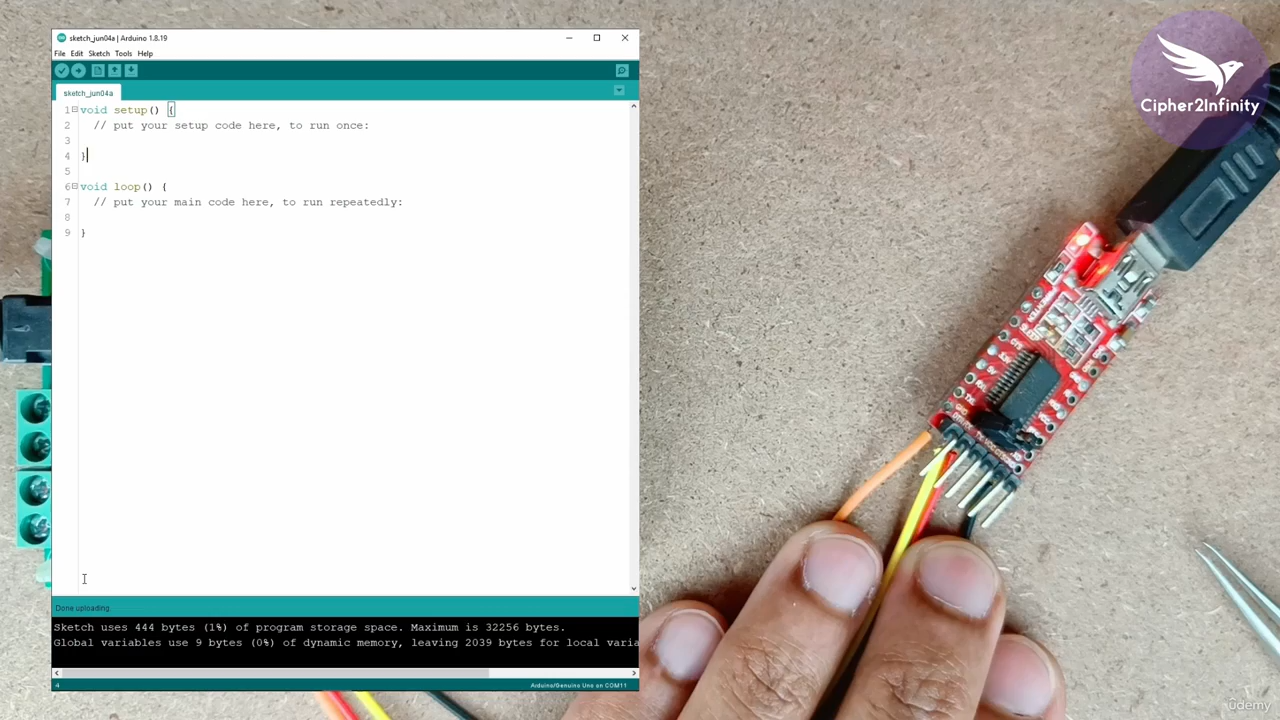 sketch_jun04a | Arduino 1.8.19
File Edit Sketch Tools Help
sketch_jun04a
1 void setup() {
2 // put your setup code here, to run once:
3
4 }
5
6 void loop() {
7 // put your main code here, to run repeatedly:
8
9 }
Done uploading.
Sketch uses 444 bytes (1%) of program storage space. Maximum is 32256 bytes.
Global variables use 9 bytes (0%) of dynamic memory, leaving 2039 bytes for local varia
4
Arduino/Genuino Uno on COM11
Cipher2Infinity
CTS
GND
udemy